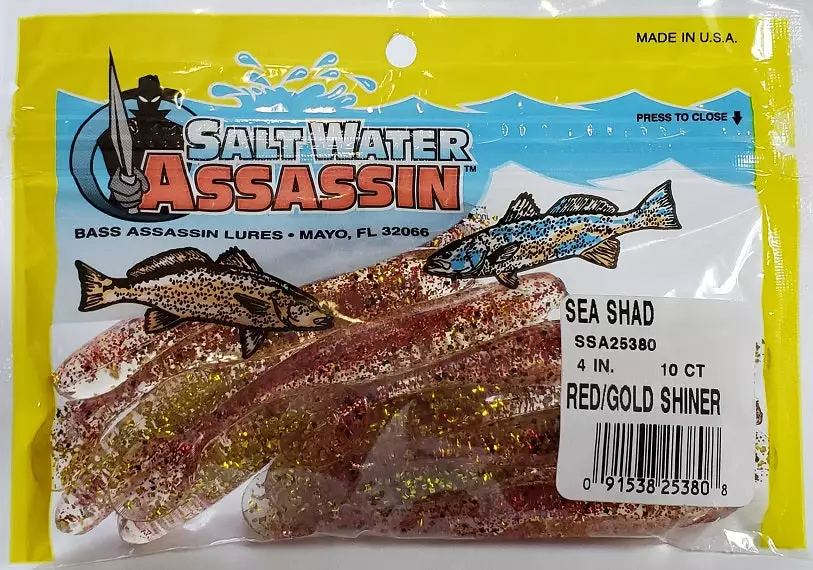 MADE IN U.S.A.
PRESS TO CLOSE
SALT WATER
ASSASSIN™
BASS ASSASSIN LURES • MAYO, FL 32066
SEA SHAD
SSA25380
4 IN. 10 CT
RED/GOLD SHINER
0 91538 25380 8